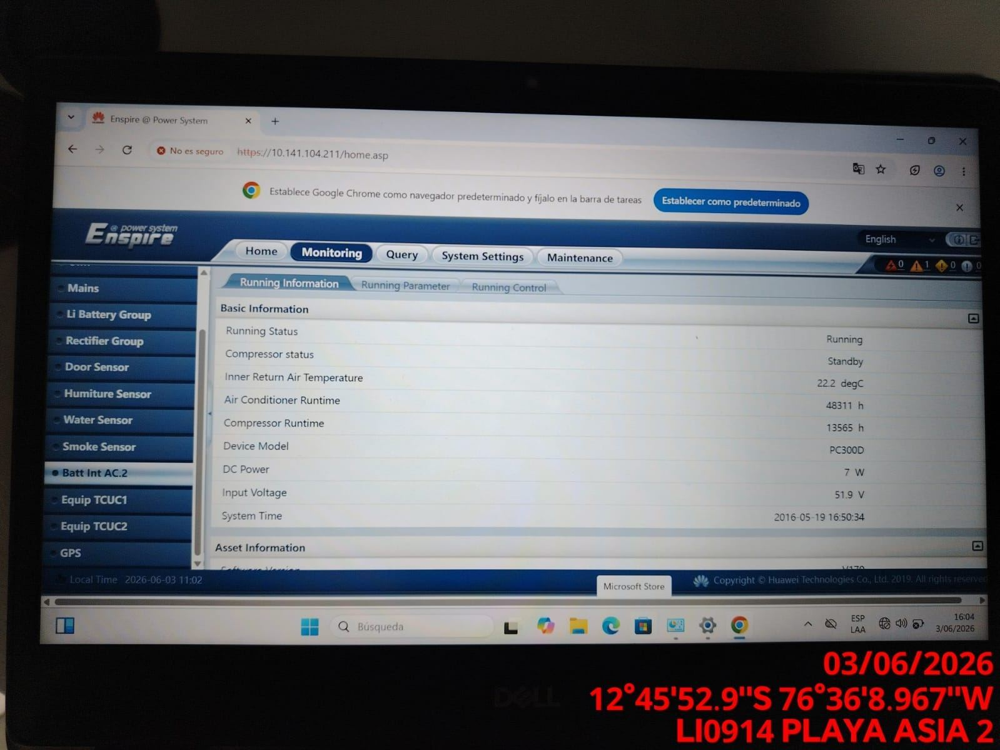 Enspire @ Power System
No es seguro https://10.141.104.211/home.asp
Establece Google Chrome como navegador predeterminado y fíjalo en la barra de tareas Establecer como predeterminado
Enspire @ power system
English
Home Monitoring Query System Settings Maintenance
0 1 0 0
Running Information Running Parameter Running Control
Mains
Li Battery Group
Rectifier Group
Door Sensor
Humiture Sensor
Water Sensor
Smoke Sensor
Batt Int AC.2
Equip TCUC1
Equip TCUC2
GPS
Basic Information
Running Status Running
Compressor status Standby
Inner Return Air Temperature 22.2 degC
Air Conditioner Runtime 48311 h
Compressor Runtime 13565 h
Device Model PC300D
DC Power 7 W
Input Voltage 51.9 V
System Time 2016-05-19 16:50:34
Asset Information
Software Version V170
Local Time 2026-06-03 11:02
Microsoft Store
Copyright © Huawei Technologies Co., Ltd. 2019. All rights reserved
Búsqueda
ESP
LAA
16:04
3/06/2026
DELL
03/06/2026
12°45'52.9"S 76°36'8.967"W
LI0914 PLAYA ASIA 2